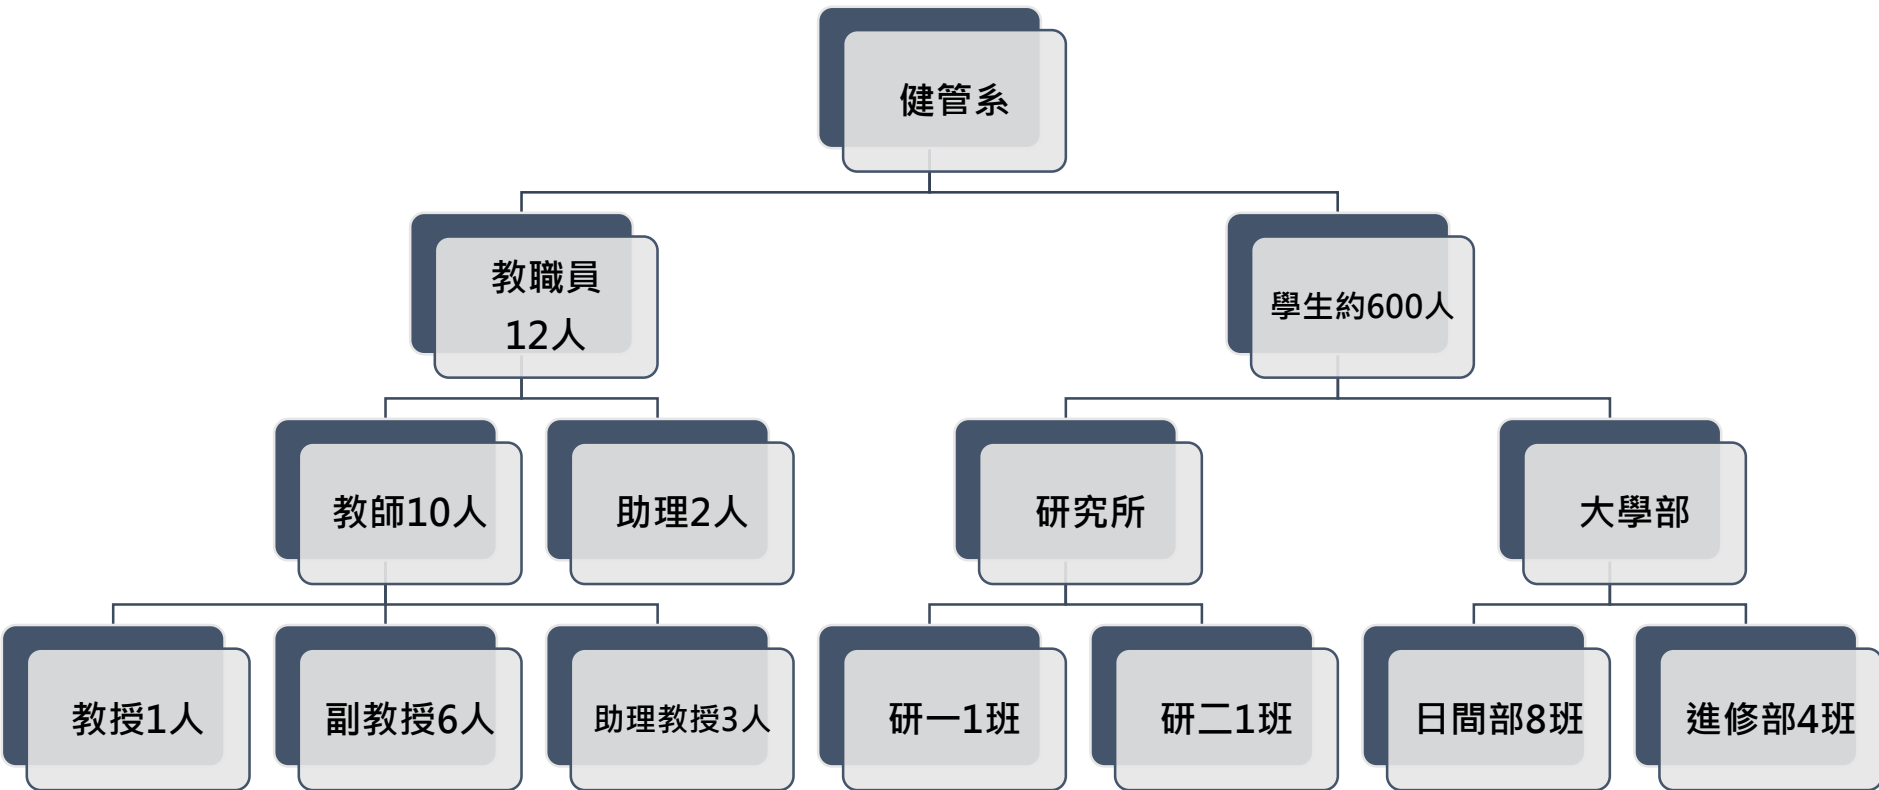 健管系
教職員
12人
學生約600人
教師10人
助理2人
研究所
大學部
教授1人
副教授6人
助理教授3人
研一1班
研二1班
日間部8班
進修部4班